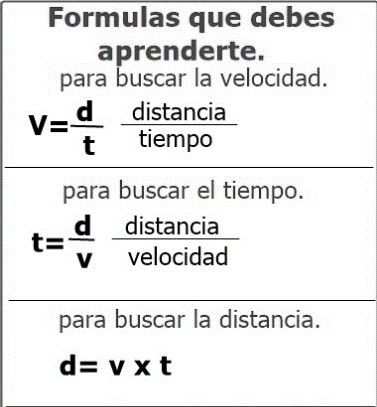 Formulas que debes
aprenderte.
para buscar la velocidad.
V=d/t distancia/tiempo
para buscar el tiempo.
t=d/v distancia/velocidad
para buscar la distancia.
d= v x t